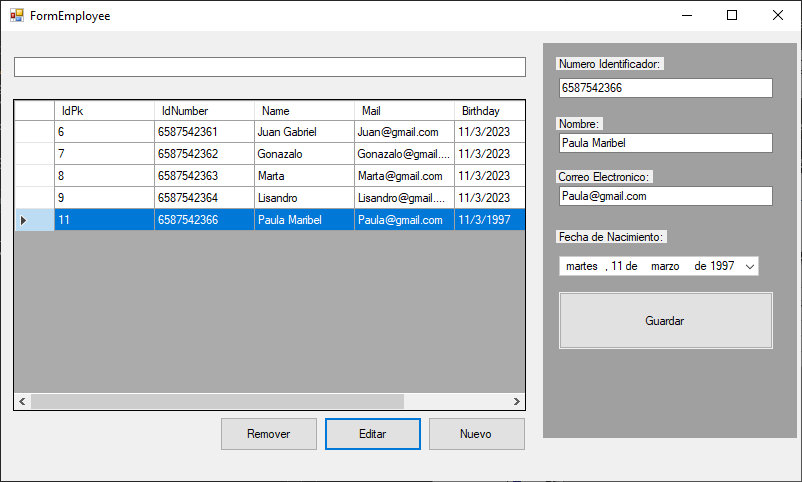 FormEmployee
IdPk IdNumber Name Mail Birthday
6 6587542361 Juan Gabriel Juan@gmail.com 11/3/2023
7 6587542362 Gonazalo Gonazalo@gmail.... 11/3/2023
8 6587542363 Marta Marta@gmail.com 11/3/2023
9 6587542364 Lisandro Lisandro@gmail.... 11/3/2023
11 6587542366 Paula Maribel Paula@gmail.com 11/3/1997
Remover Editar Nuevo
Numero Identificador:
6587542366
Nombre:
Paula Maribel
Correo Electronico:
Paula@gmail.com
Fecha de Nacimiento:
martes , 11 de marzo de 1997
Guardar